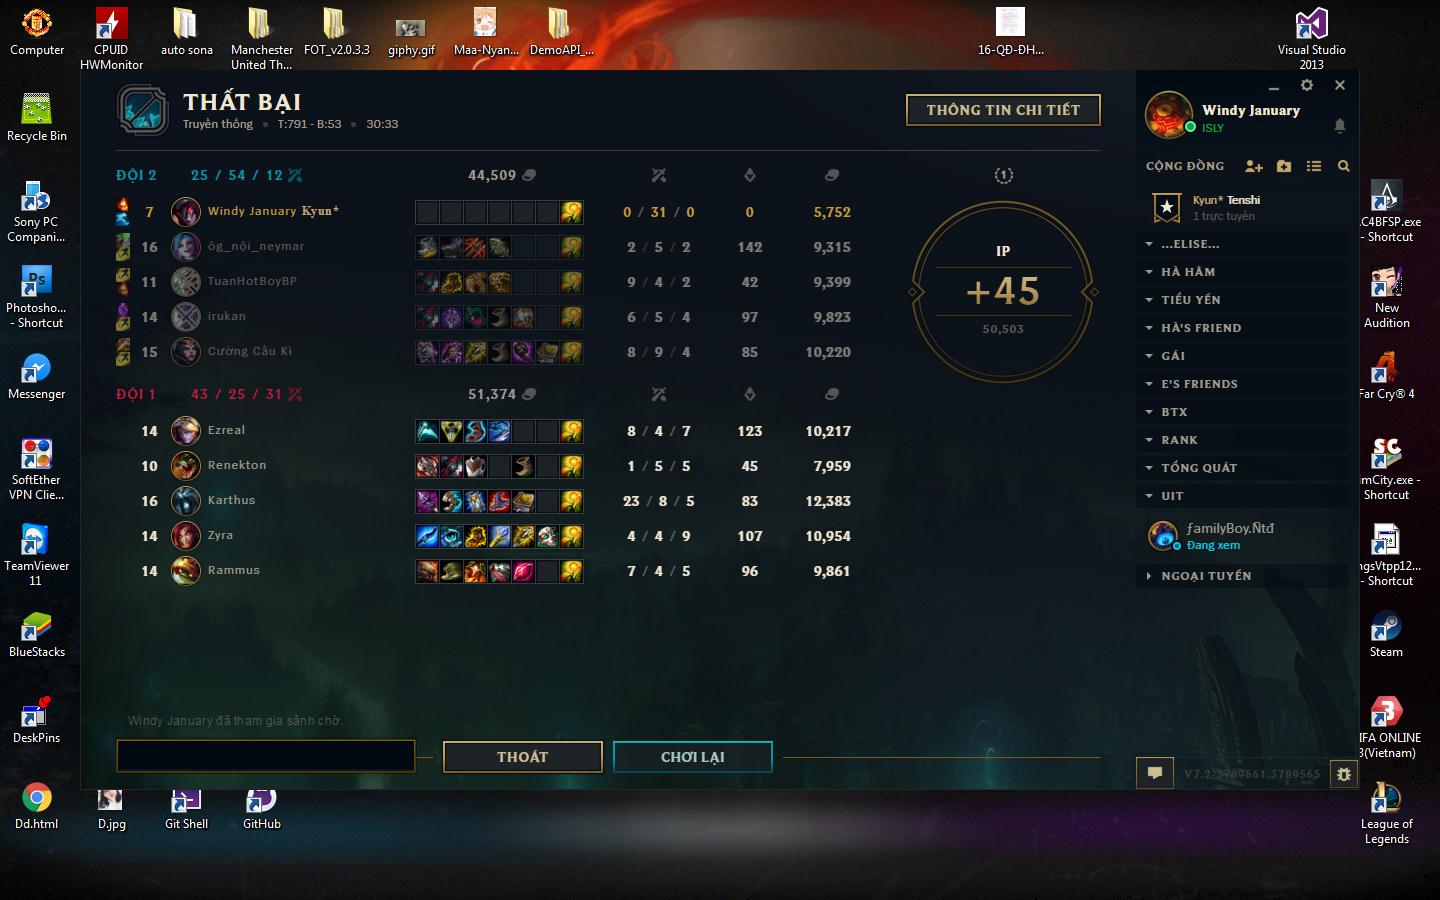 Computer
CPUID
HWMonitor
auto sona
Manchester
United Th...
FOT_v2.0.3.3
giphy.gif
Maa-Nyan...
DemoAPI_...
16-QĐ-ĐH...
Visual Studio
2013
Recycle Bin
Sony PC
Compani...
Photosho...
- Shortcut
Messenger
SoftEther
VPN Clie...
TeamViewer
11
BlueStacks
DeskPins
Dd.html
D.jpg
Git Shell
GitHub
THẤT BẠI
Truyền thống • T:791 - B:53 • 30:33
THÔNG TIN CHI TIẾT
ĐỘI 2 25 / 54 / 12 44,509
7 Windy January Kyun* 0 / 31 / 0 0 5,752
16 ôg_nội_neymar 2 / 5 / 2 142 9,315
11 TuanHotBoyBP 9 / 4 / 2 42 9,399
14 irukan 6 / 5 / 4 97 9,823
15 Cường Cầu Kì 8 / 9 / 4 85 10,220
ĐỘI 1 43 / 25 / 31 51,374
14 Ezreal 8 / 4 / 7 123 10,217
10 Renekton 1 / 5 / 5 45 7,959
16 Karthus 23 / 8 / 5 83 12,383
14 Zyra 4 / 4 / 9 107 10,954
14 Rammus 7 / 4 / 5 96 9,861
1
IP
+45
50,503
Windy January đã tham gia sảnh chờ.
THOÁT
CHƠI LẠI
Windy January
ISLY
CỘNG ĐỒNG
Kyun* Tenshi
1 trực tuyến
...ELISE...
HÀ HÂM
TIỂU YẾN
HÀ'S FRIEND
GÁI
E'S FRIENDS
BTX
RANK
TỔNG QUÁT
UIT
ƒamilyBoy.Ñtđ
Đang xem
NGOẠI TUYẾN
V7.2-3789661.3789565
C4BFSP.exe
- Shortcut
New
Audition
Far Cry® 4
imCity.exe -
Shortcut
ngsVtpp12...
- Shortcut
Steam
IFA ONLINE
3(Vietnam)
League of
Legends